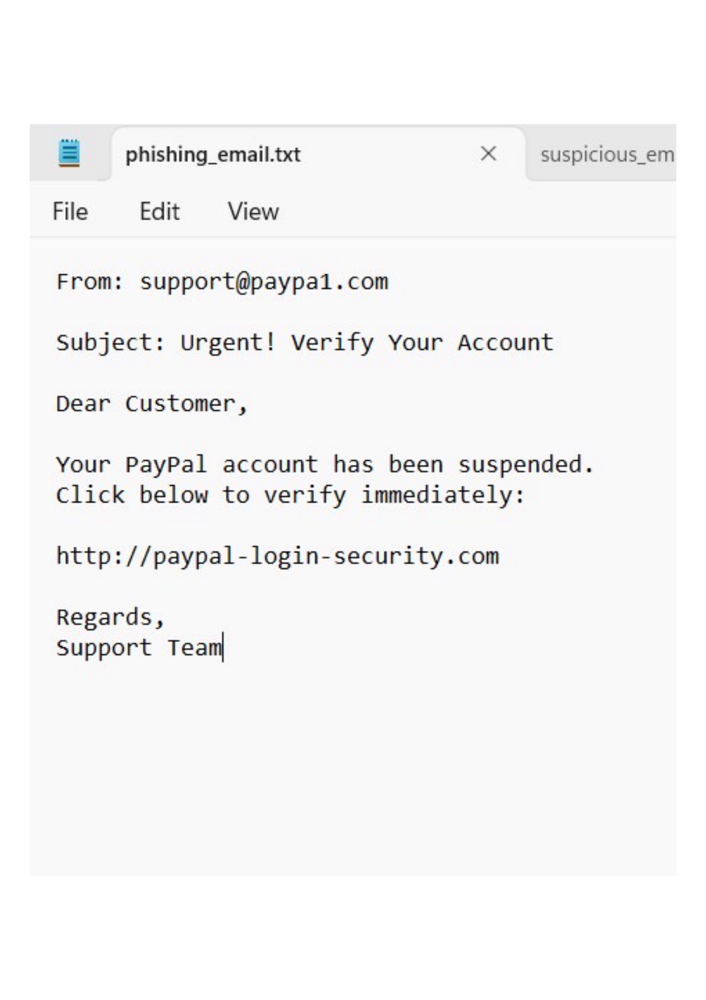 phishing_email.txt
suspicious_em
File Edit View
From: support@paypa1.com
Subject: Urgent! Verify Your Account
Dear Customer,
Your PayPal account has been suspended.
Click below to verify immediately:
http://paypal-login-security.com
Regards,
Support Team